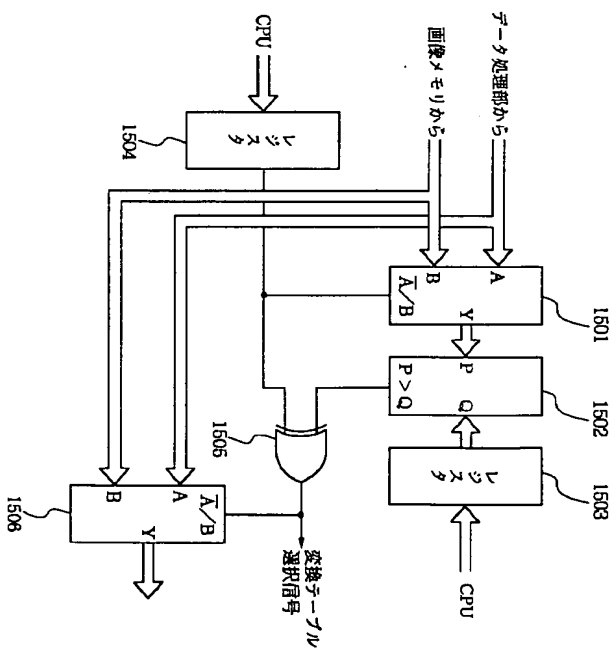 データ処理部から
画像メモリから
CPU
レジスタ
1504
A
B
A/B
Y
1501
P
Q
P>Q
1502
レジスタ
1503
CPU
1505
変換テーブル
選択信号
A/B
A
B
Y
1506